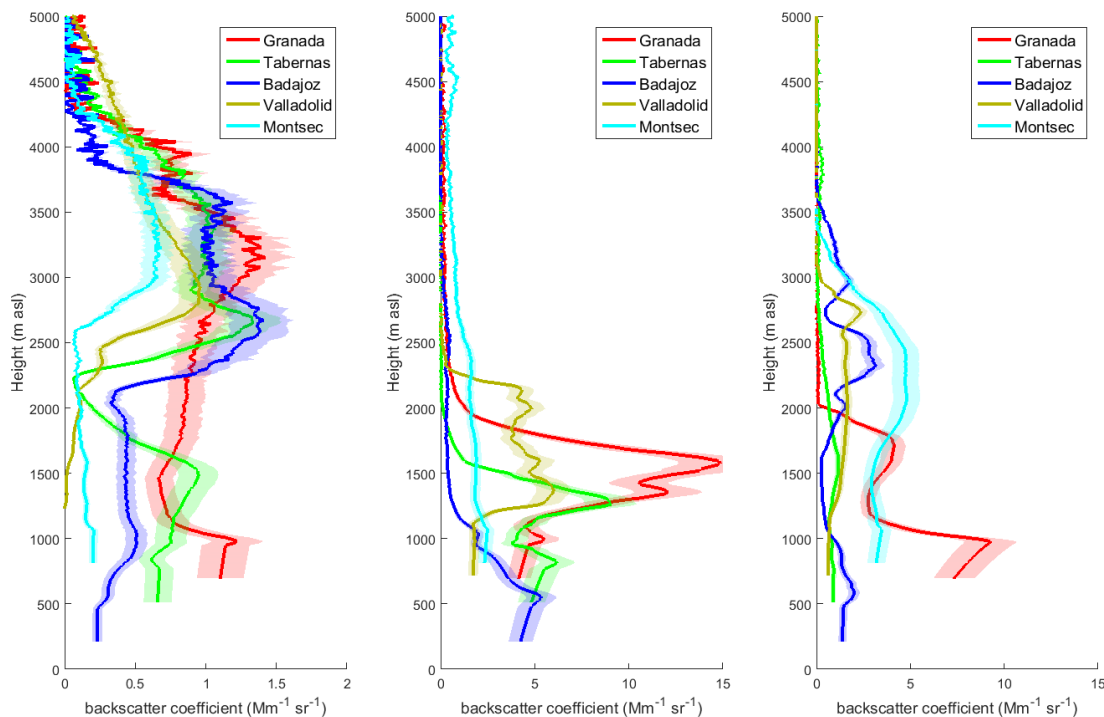 5000
4500
4000
3500
3000
2500
2000
1500
1000
500
0
Height (m asl)
0
0.5
1
1.5
2
backscatter coefficient (Mm⁻¹ sr⁻¹)
Granada
Tabernas
Badajoz
Valladolid
Montsec
5000
4500
4000
3500
3000
2500
2000
1500
1000
500
0
Height (m asl)
0
5
10
15
backscatter coefficient (Mm⁻¹ sr⁻¹)
Granada
Tabernas
Badajoz
Valladolid
Montsec
5000
4500
4000
3500
3000
2500
2000
1500
1000
500
0
Height (m asl)
0
5
10
15
backscatter coefficient (Mm⁻¹ sr⁻¹)
Granada
Tabernas
Badajoz
Valladolid
Montsec